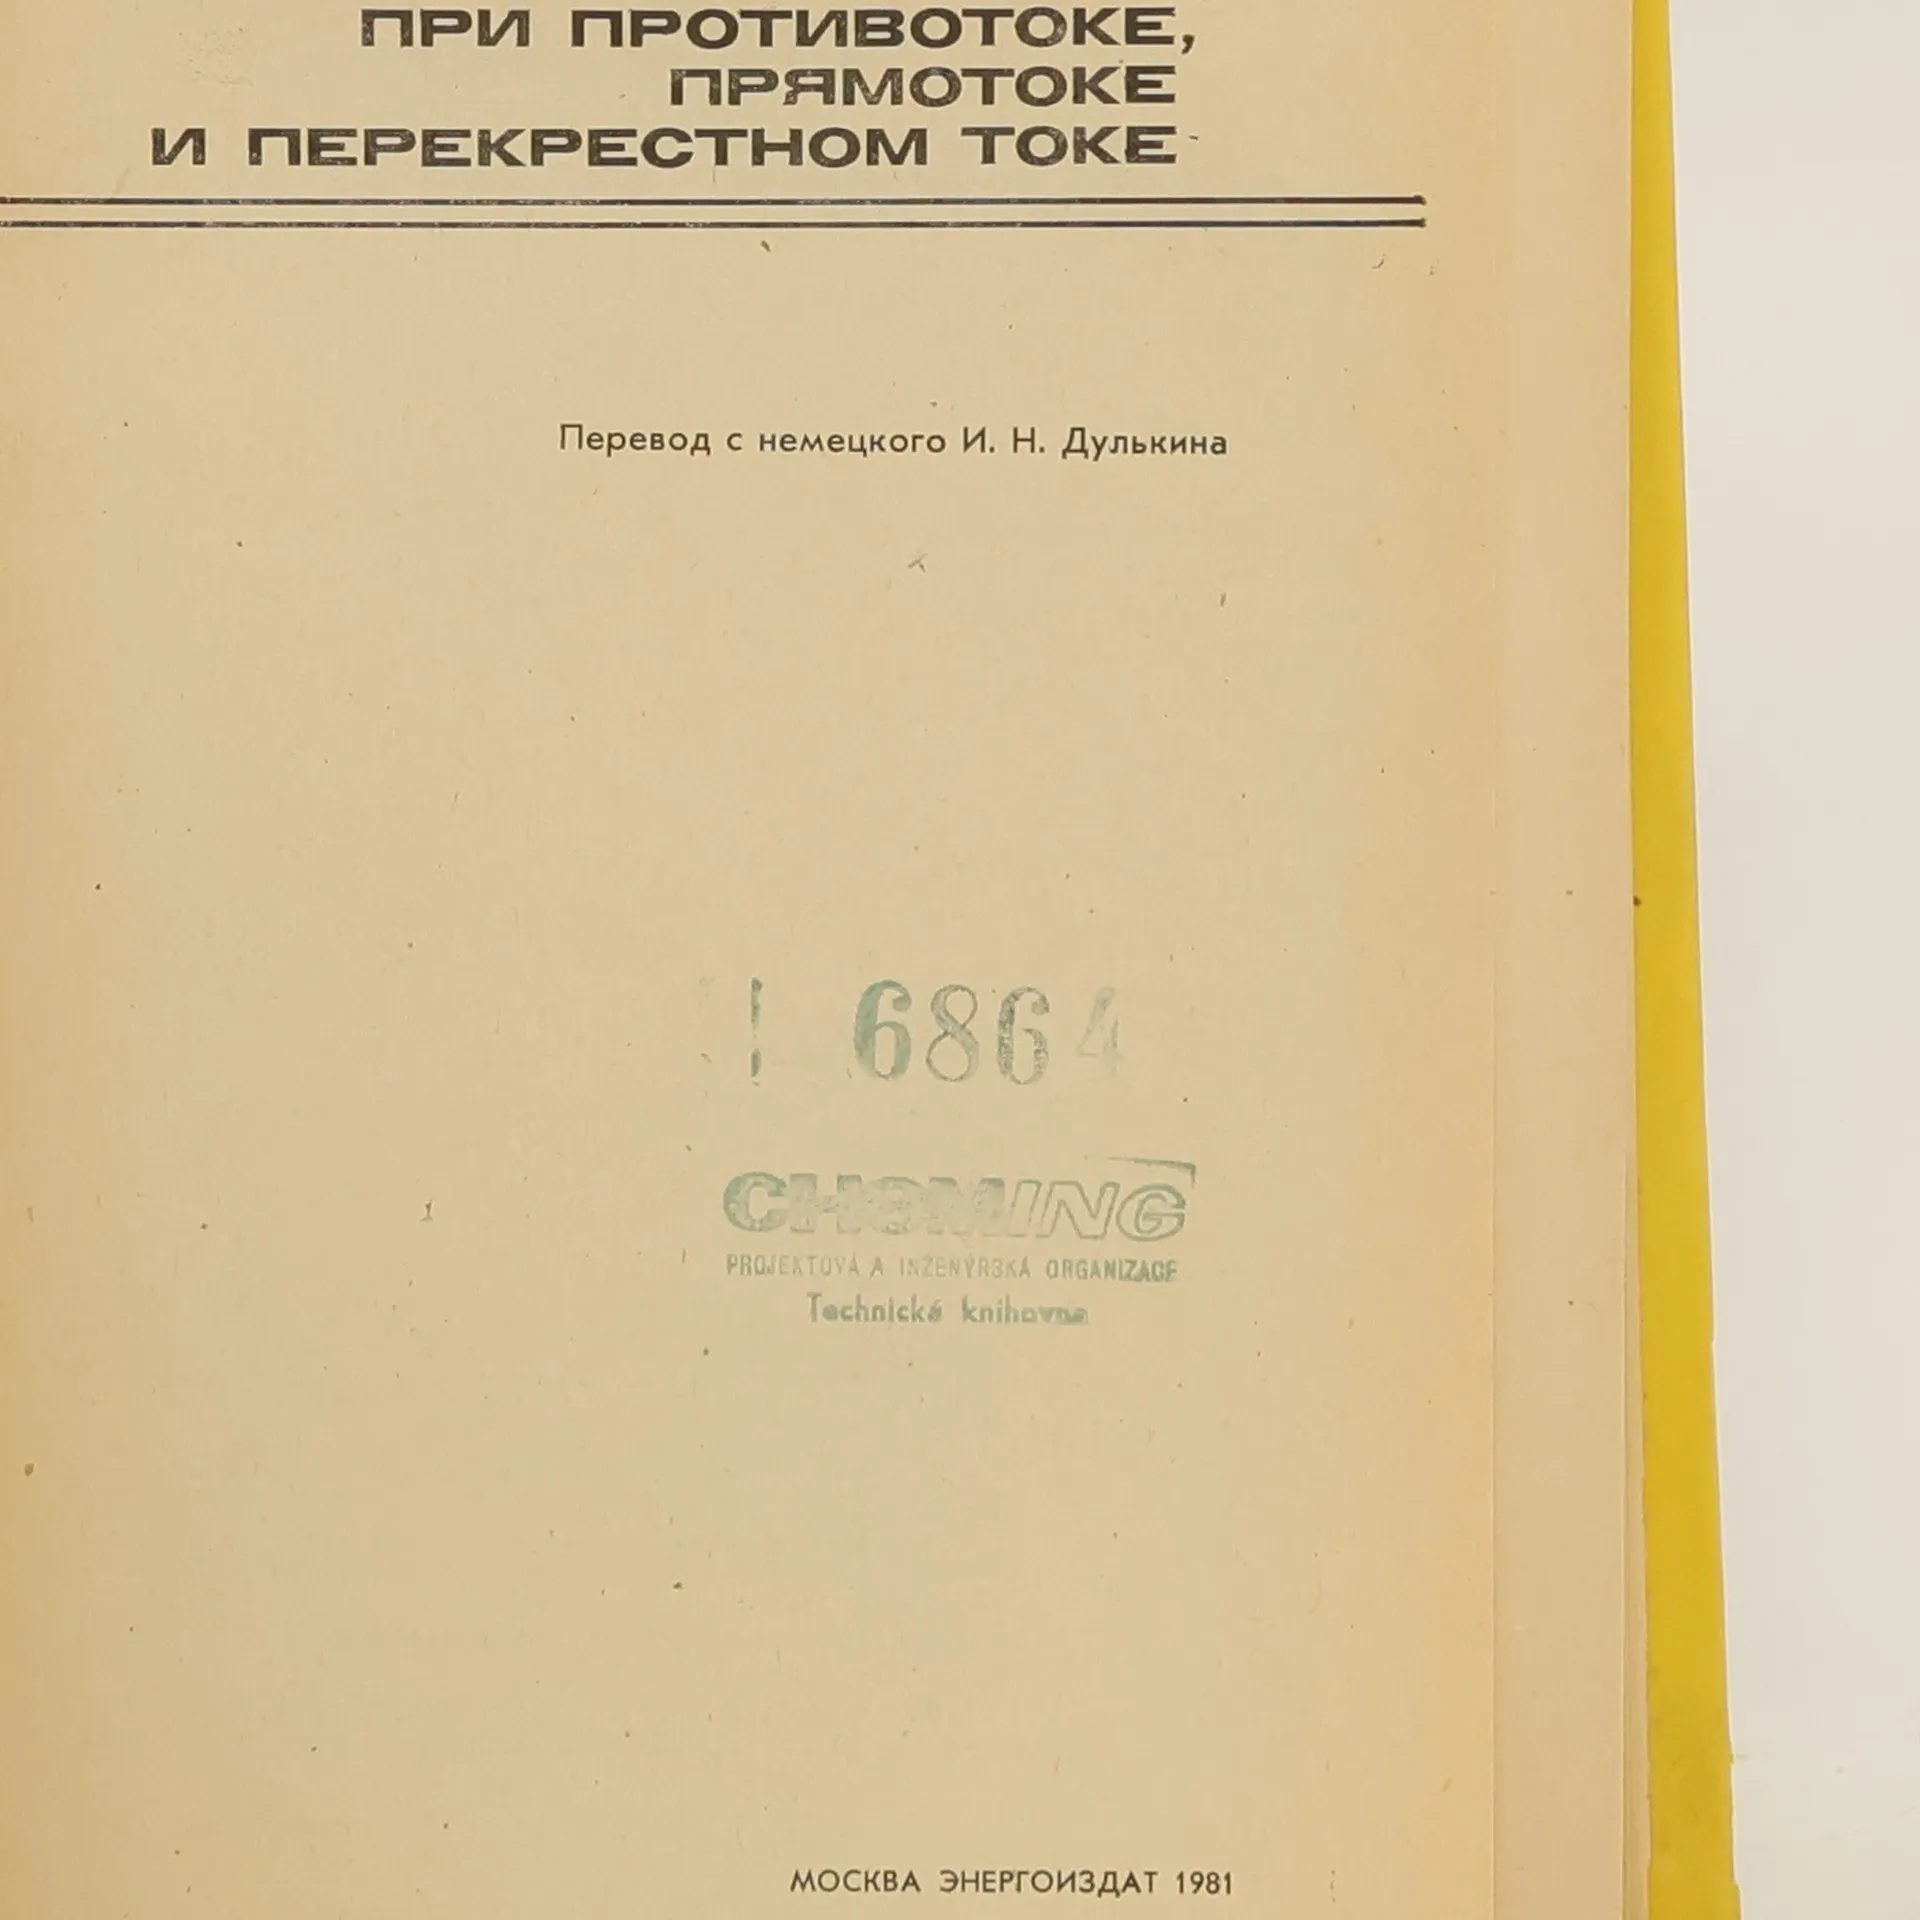 ПРИ ПРОТИВОТОКЕ,
ПРЯМОТОКЕ
И ПЕРЕКРЕСТНОМ ТОКЕ
Перевод с немецкого И. Н. Дулькина
6864
CHEMING
PROJEKTOVÁ A INŽENÝRSKÁ ORGANIZACE
Technická knihovna
МОСКВА ЭНЕРГОИЗДАТ 1981